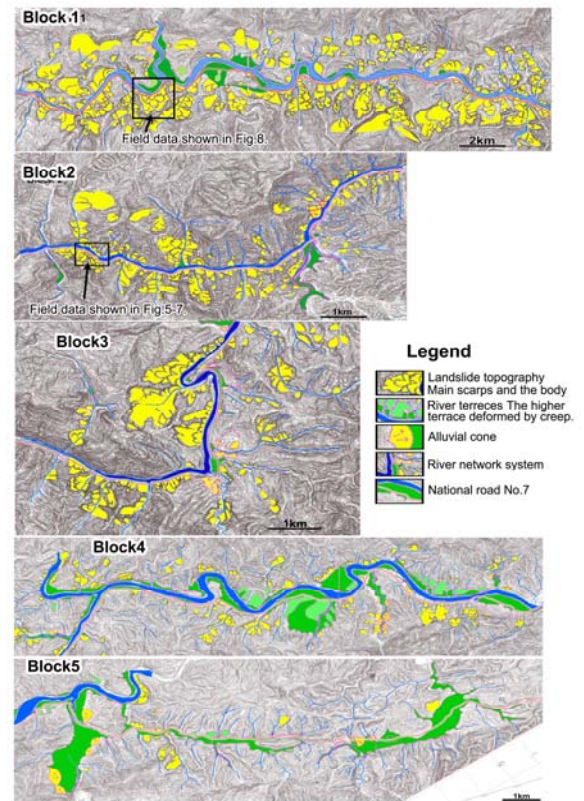 Block 11
Field data shown in Fig.8.
2km
Block2
Field data shown in Fig.5-7.
1km
Block3
1km
Legend
Landslide topography
Main scarps and the body
River terreces The higher
terrace deformed by creep.
Alluvial cone
River network system
National road No.7
Block4
Block5
1km